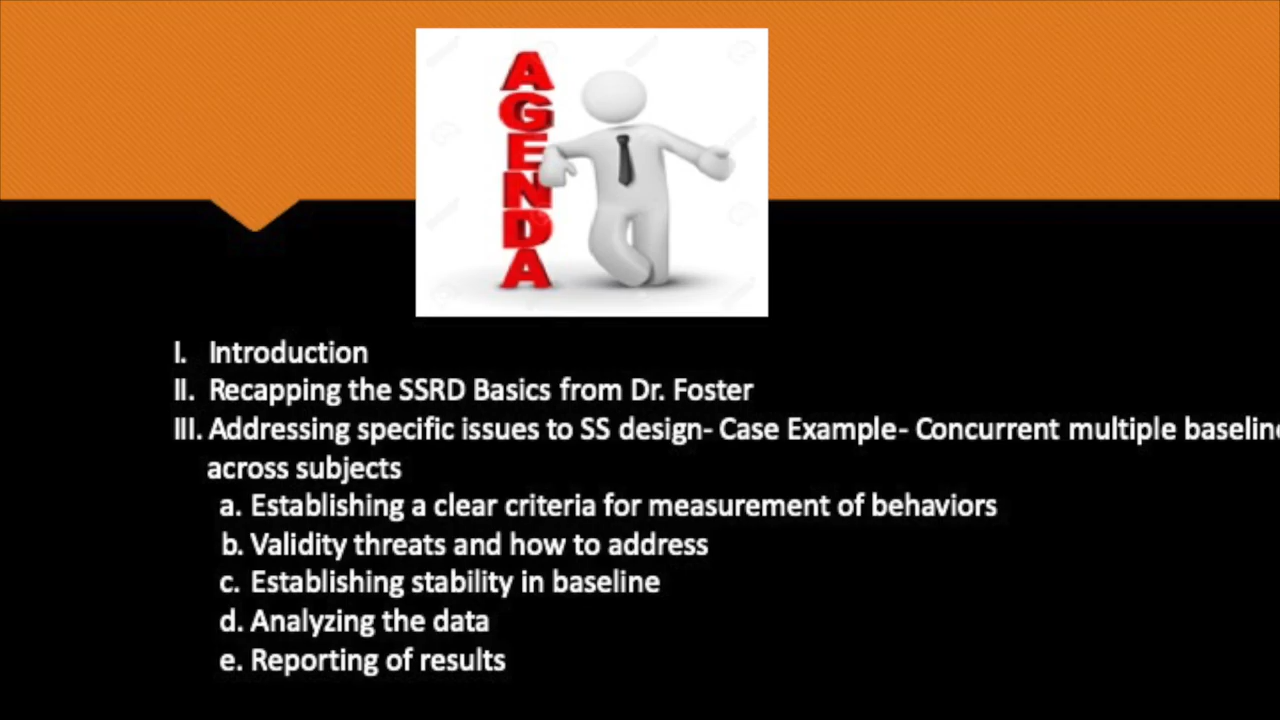 AGENDA
I. Introduction
II. Recapping the SSRD Basics from Dr. Foster
III. Addressing specific issues to SS design- Case Example- Concurrent multiple baselin
across subjects
a. Establishing a clear criteria for measurement of behaviors
b. Validity threats and how to address
c. Establishing stability in baseline
d. Analyzing the data
e. Reporting of results